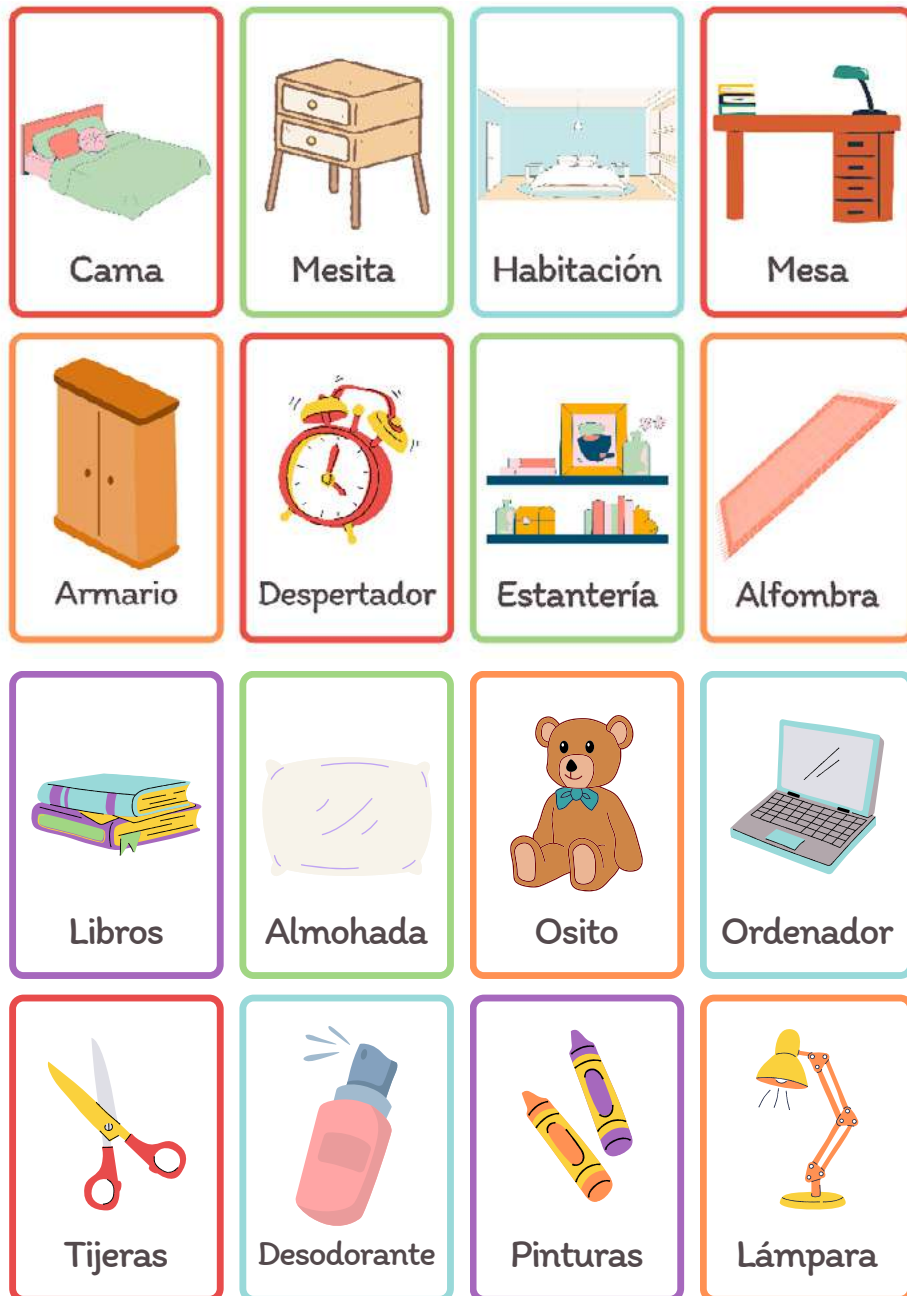 Cama
Mesita
Habitación
Mesa
Armario
Despertador
Estantería
Alfombra
Libros
Almohada
Osito
Ordenador
Tijeras
Desodorante
Pinturas
Lámpara